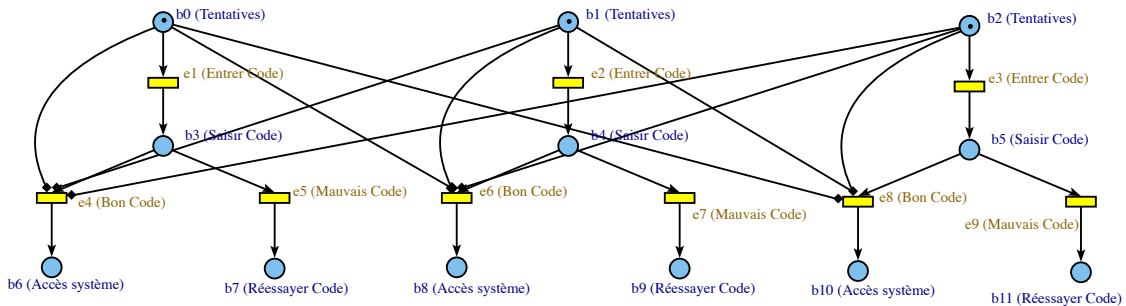 b0 (Tentatives)
b1 (Tentatives)
b2 (Tentatives)
e1 (Entrer Code)
e2 (Entrer Code)
e3 (Entrer Code)
b3 (Saisir Code)
b4 (Saisir Code)
b5 (Saisir Code)
e4 (Bon Code)
e5 (Mauvais Code)
e6 (Bon Code)
e7 (Mauvais Code)
e8 (Bon Code)
e9 (Mauvais Code)
b6 (Accès système)
b7 (Réessayer Code)
b8 (Accès système)
b9 (Réessayer Code)
b10 (Accès système)
b11 (Réessayer Code)